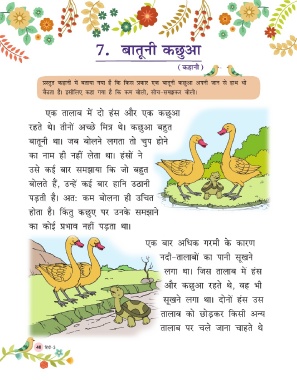 7. बातूनी कछुआ
( कहानी )
प्रस्तुत कहानी में बताया गया है कि किस प्रकार एक बातूनी कछुआ अपनी जान से हाथ धो
बैठता है। इसीलिए कहा गया है कि कम बोलो, सोच-समझकर बोलो।
एक तालाब में दो हंस और एक कछुआ
रहते थे। तीनों अच्छे मित्र थे। कछुआ बहुत
बातूनी था। जब बोलने लगता तो चुप होने
का नाम ही नहीं लेता था। हंसों ने
उसे कई बार समझाया कि जो बहुत
बोलते हैं, उन्हें कई बार हानि उठानी
पड़ती है। अतः कम बोलना ही उचित
होता है। किंतु कछुए पर उनके समझाने
का कोई प्रभाव नहीं पड़ता था।
एक बार अधिक गरमी के कारण
नदी-तालाबों का पानी सूखने
लगा था। जिस तालाब में हंस
और कछुआ रहते थे, वह भी
सूखने लगा था। दोनों हंस उस
तालाब को छोड़कर किसी अन्य
तालाब पर चले जाना चाहते थे
48